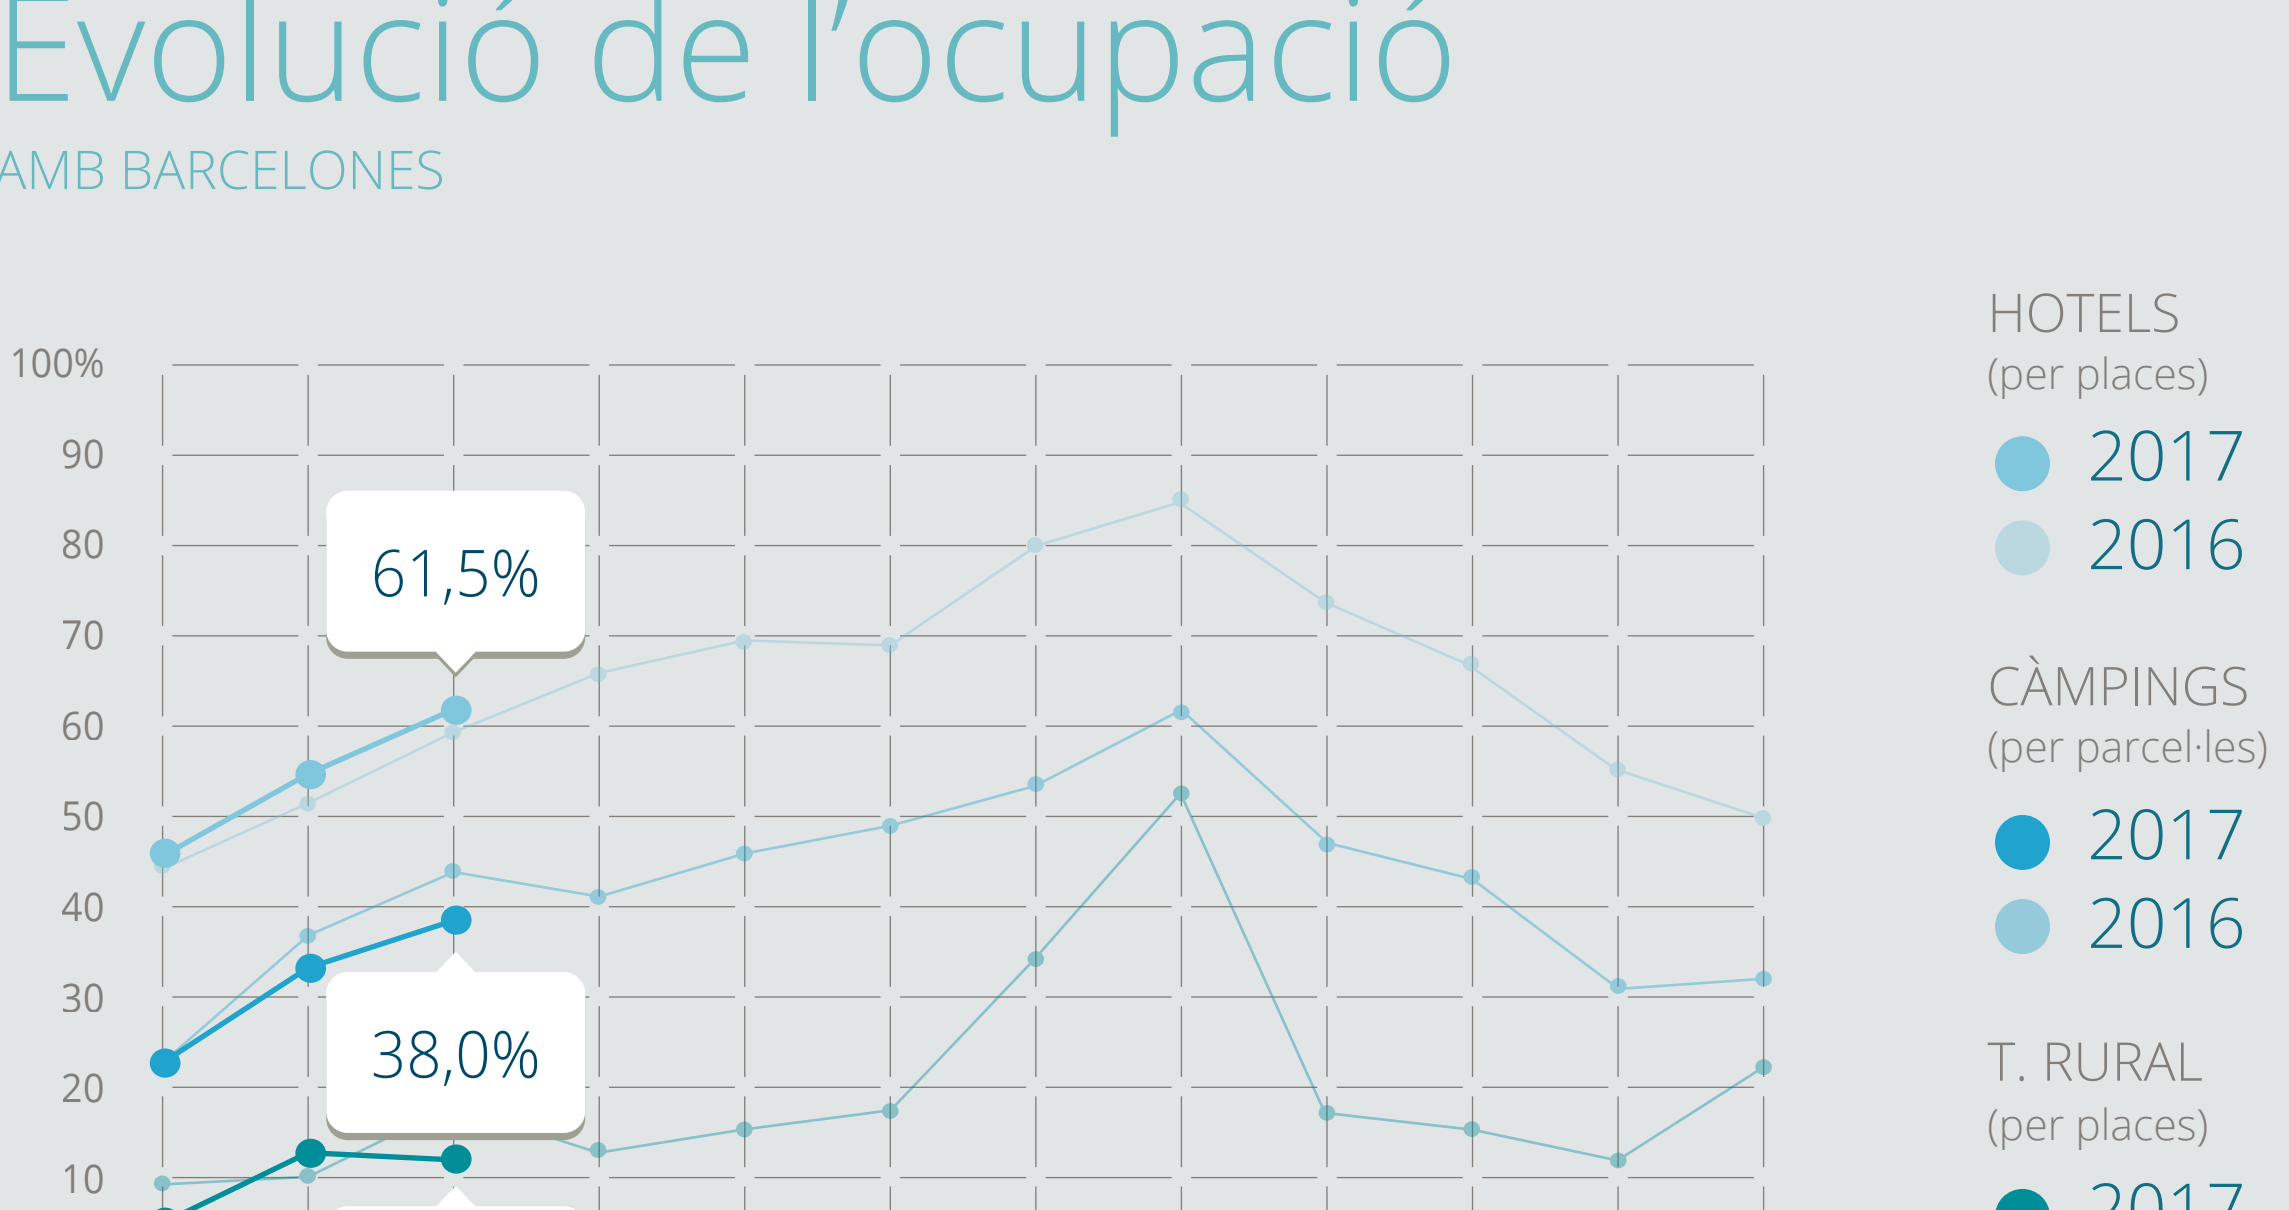 Evolució de l’ocupació
AMB BARCELONES
100%
90
80
70
60
50
40
30
20
10
61,5%
38,0%
HOTELS
(per places)
2017
2016
CÀMPINGS
(per parcel·les)
2017
2016
T. RURAL
(per places)
2017